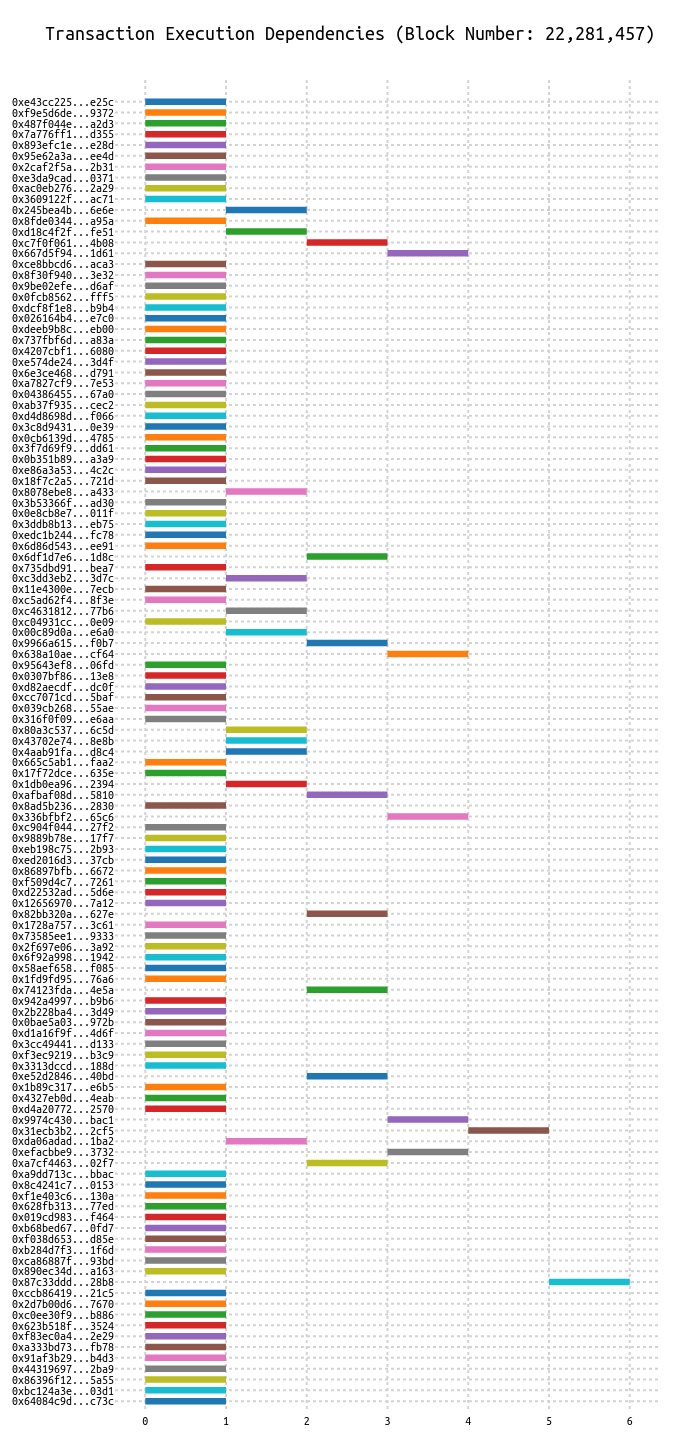 Transaction Execution Dependencies (Block Number: 22,281,457)
0xe43cc225...e25c
0xf9e5d6de...9372
0x487f044e...a2d3
0x7a776ff1...d355
0x893efc1e...e28d
0x95e62a3a...ee4d
0x2caf2f5a...2b31
0xe3da9cad...0371
0xac0eb276...2a29
0x3609122f...ac71
0x245bea4b...6e6e
0x8fde0344...a95a
0xd18c4f2f...fe51
0xc7f0f061...4b08
0x667d5f94...1d61
0xce8bbcd6...aca3
0x8f30f940...3e32
0x9be02efe...d6af
0x0fcb8562...fff5
0xdcf8f1e8...b9b4
0x026164b4...e7c0
0xdeeb9b8c...eb00
0x737fbf6d...a83a
0x4207cbf1...6080
0xe574de24...3d4f
0x6e3ce468...d791
0xa7827cf9...7e53
0x04386455...67a0
0xab37f935...cec2
0xd4d8698d...f066
0x3c8d9431...0e39
0x0cb6139d...4785
0x3f7d69f9...dd61
0x0b351b89...a3a9
0xe86a3a53...4c2c
0x18f7c2a5...721d
0x8078ebe8...a433
0x3b53366f...ad30
0x0e8cb8e7...011f
0x3ddb8b13...eb75
0xedc1b244...fc78
0x6d86d543...ee91
0x6df1d7e6...1d8c
0x735dbd91...bea7
0xc3dd3eb2...3d7c
0x11e4300e...7ecb
0xc5ad62f4...8f3e
0xc4631812...77b6
0xc04931cc...0e09
0x00c89d0a...e6a0
0x9966a615...f0b7
0x638a10ae...cf64
0x95643ef8...06fd
0x0307bf86...13e8
0xd82aecdf...dc0f
0xcc7071cd...5baf
0x039cb268...55ae
0x316f0f09...e6aa
0x80a3c537...6c5d
0x43702e74...8e8b
0x4aab91fa...d8c4
0x665c5ab1...faa2
0x17f72dce...635e
0x1db0ea96...2394
0xafbaf08d...5810
0x8ad5b236...2830
0x336bfbf2...65c6
0xc904f044...27f2
0x9889b78e...17f7
0xeb198c75...2b93
0xed2016d3...37cb
0x86897bfb...6672
0xf509d4c7...7261
0xd22532ad...5d6e
0x12656970...7a12
0x82bb320a...627e
0x1728a757...3c61
0x73585ee1...9333
0x2f697e06...3a92
0x6f92a998...1942
0x58aef658...f085
0x1fd9fd95...76a6
0x74123fda...4e5a
0x942a4997...b9b6
0x2b228ba4...3d49
0x0bae5a03...972b
0xd1a16f9f...4d6f
0x3cc49441...d133
0xf3ec9219...b3c9
0x3313dccd...188d
0xe52d2846...40bd
0x1b89c317...e6b5
0x4327eb0d...4eab
0xd4a20772...2570
0x9974c430...bac1
0x31ecb3b2...2cf5
0xda06adad...1ba2
0xefacbbe9...3732
0xa7cf4463...02f7
0xa9dd713c...bbac
0x8c4241c7...0153
0xf1e403c6...130a
0x628fb313...77ed
0x019cd983...f464
0xb68bed67...0fd7
0xf038d653...d85e
0xb284d7f3...1f6d
0xca86887f...93bd
0x890ec34d...a163
0x87c33ddd...28b8
0xccb86419...21c5
0x2d7b00d6...7670
0xc0ee30f9...b886
0x623b518f...3524
0xf83ec0a4...2e29
0xa333bd73...fb78
0x91af3b29...b4d3
0x44319697...2ba9
0x86396f12...5a55
0xbc124a3e...03d1
0x64084c9d...c73c
0 1 2 3 4 5 6